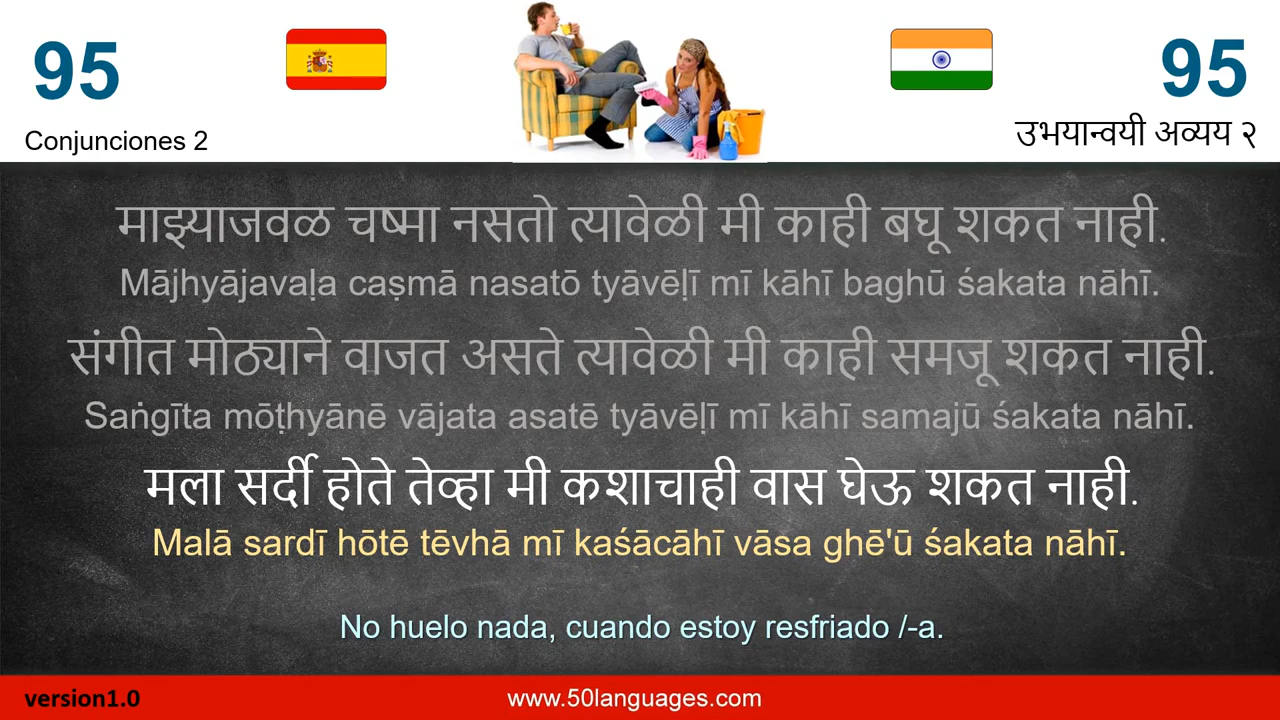 95
95
Conjunciones 2
उभयान्वयी अव्यय २
माझ्याजवळ चष्मा नसतो त्यावेळी मी काही बघू शकत नाही.
Mājhyājavaḷa caṣmā nasatō tyāvēḷī mī kāhī baghū śakata nāhī.
संगीत मोठ्याने वाजत असते त्यावेळी मी काही समजू शकत नाही.
Saṅgīta mōṭhyānē vājata asatē tyāvēḷī mī kāhī samajū śakata nāhī.
मला सर्दी होते तेव्हा मी कशाचाही वास घेऊ शकत नाही.
Malā sardī hōtē tēvhā mī kaśācāhī vāsa ghē'ū śakata nāhī.
No huelo nada, cuando estoy resfriado /-a.
version1.0
www.50languages.com